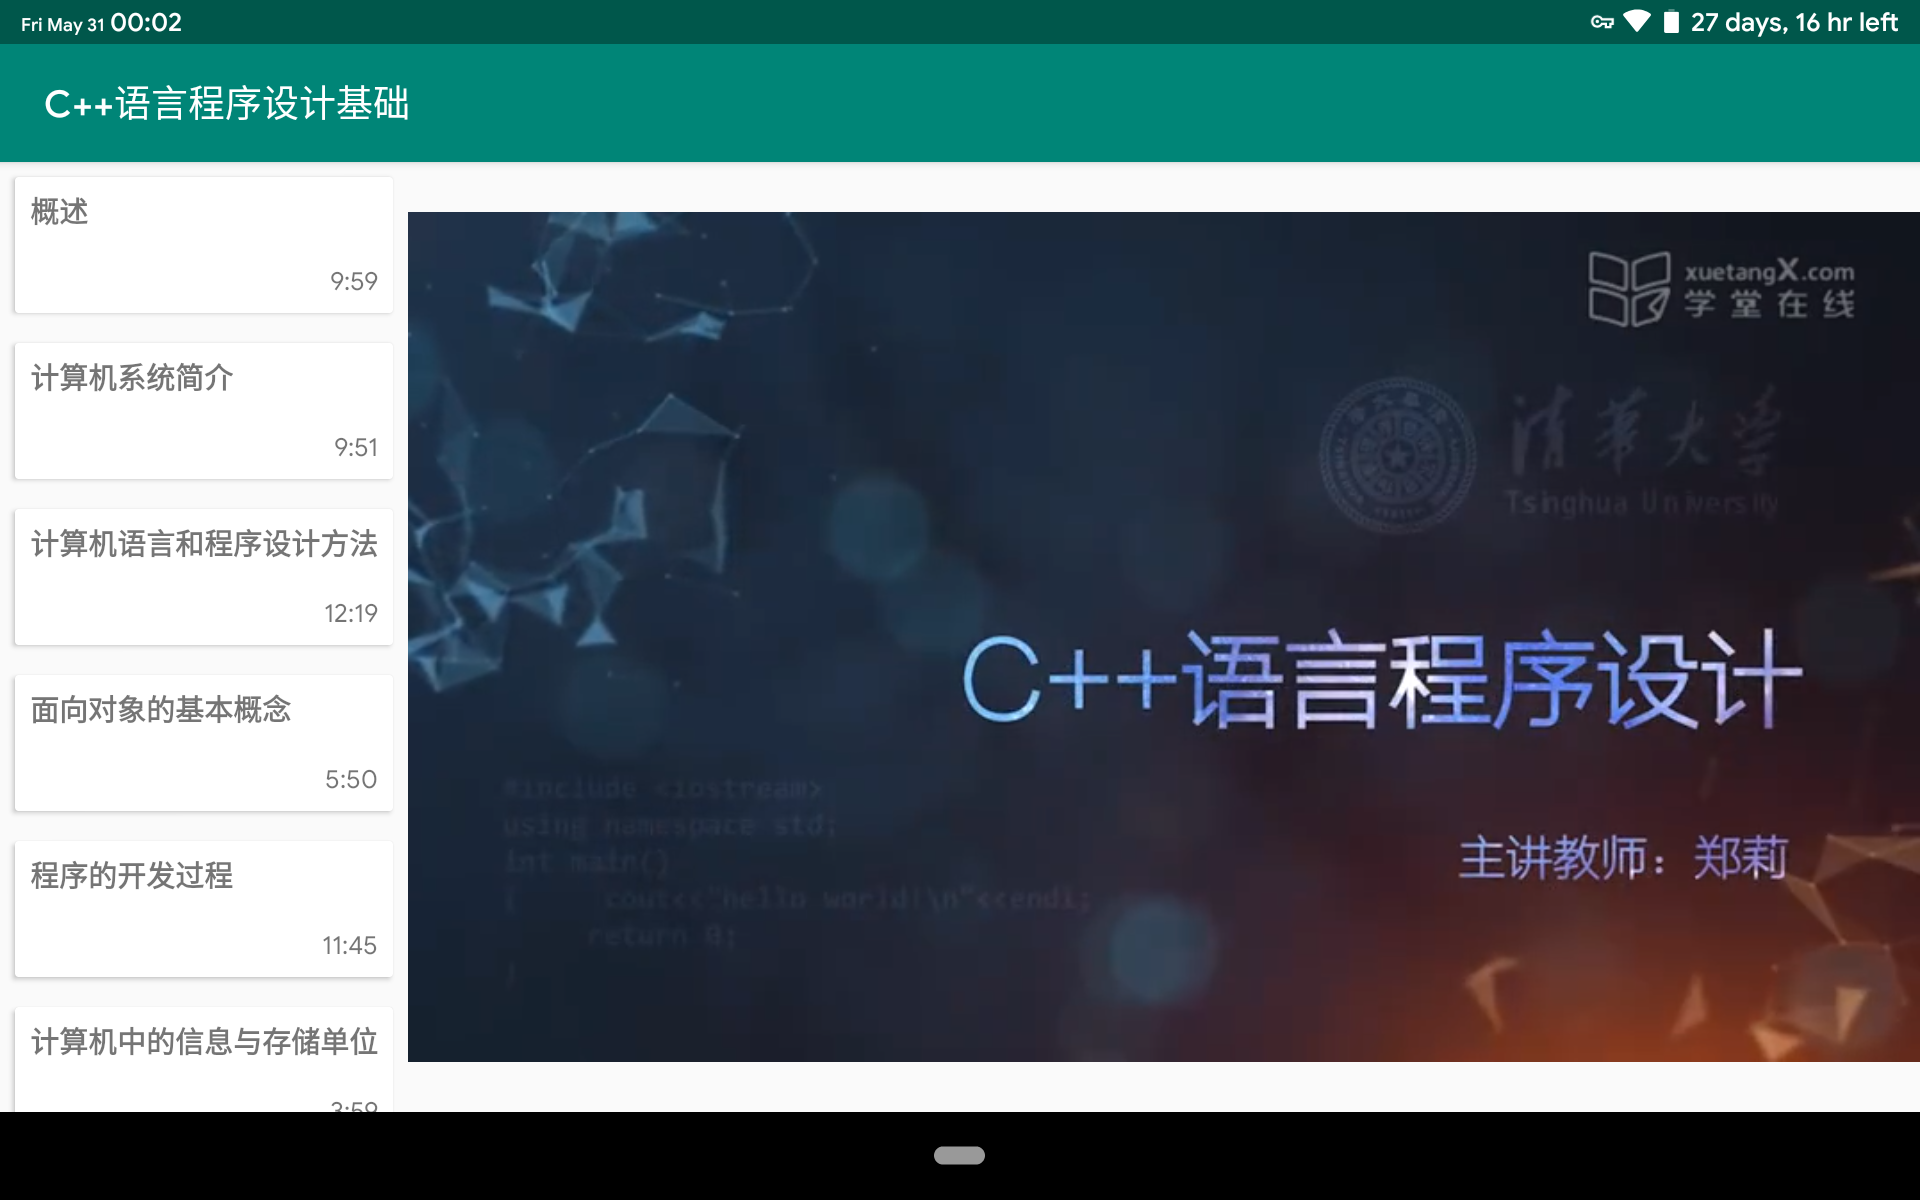 Fri May 31 00:02
27 days, 16 hr left
C++语言程序设计基础
概述
9:59
计算机系统简介
9:51
计算机语言和程序设计方法
12:19
面向对象的基本概念
5:50
程序的开发过程
11:45
计算机中的信息与存储单位
3:59
xuetangX.com
学堂在线
清华大学
Tsinghua University
C++语言程序设计
主讲教师：郑莉
#include <iostream>
using namespace std;
int main()
{ cout<<"hello world!\n"<<endl;
return 0;
}